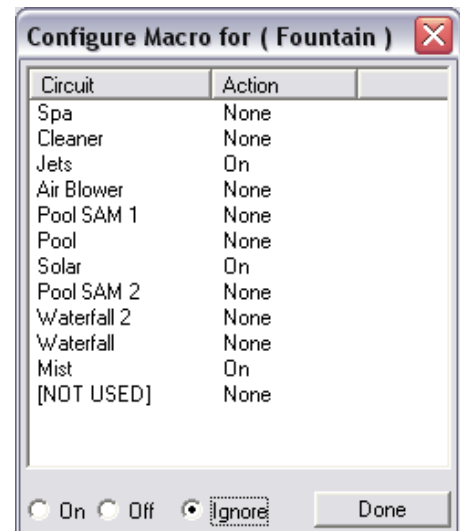 Configure Macro for ( Fountain )
Circuit Action
Spa None
Cleaner None
Jets On
Air Blower None
Pool SAM 1 None
Pool None
Solar On
Pool SAM 2 None
Waterfall 2 None
Waterfall None
Mist On
[NOT USED] None
On Off Ignore Done